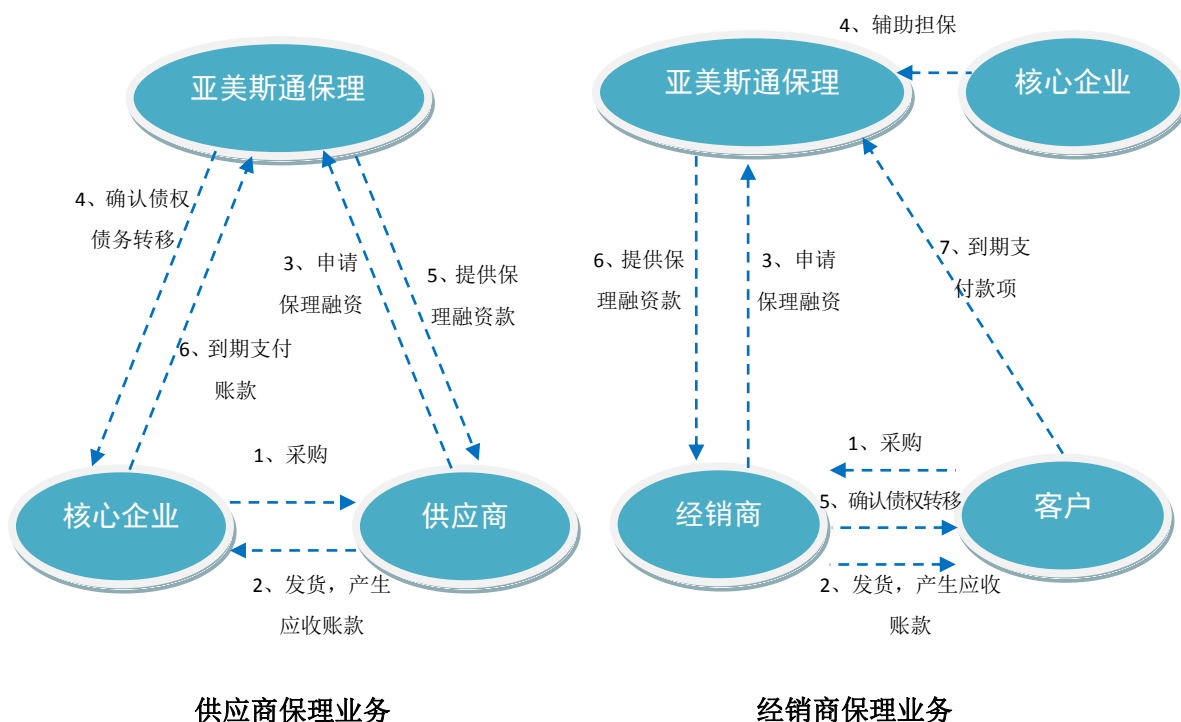 亚美斯通保理
4、确认债权
债务转移
3、申请
保理融资
5、提供保
理融资款
6、到期支付
账款
1、采购
核心企业
供应商
2、发货，产生
应收账款
供应商保理业务
4、辅助担保
亚美斯通保理
核心企业
6、提供保
理融资款
3、申请
保理融资
7、到期支
付款项
1、采购
经销商
5、确认债权转移
客户
2、发货，产生应收
账款
经销商保理业务